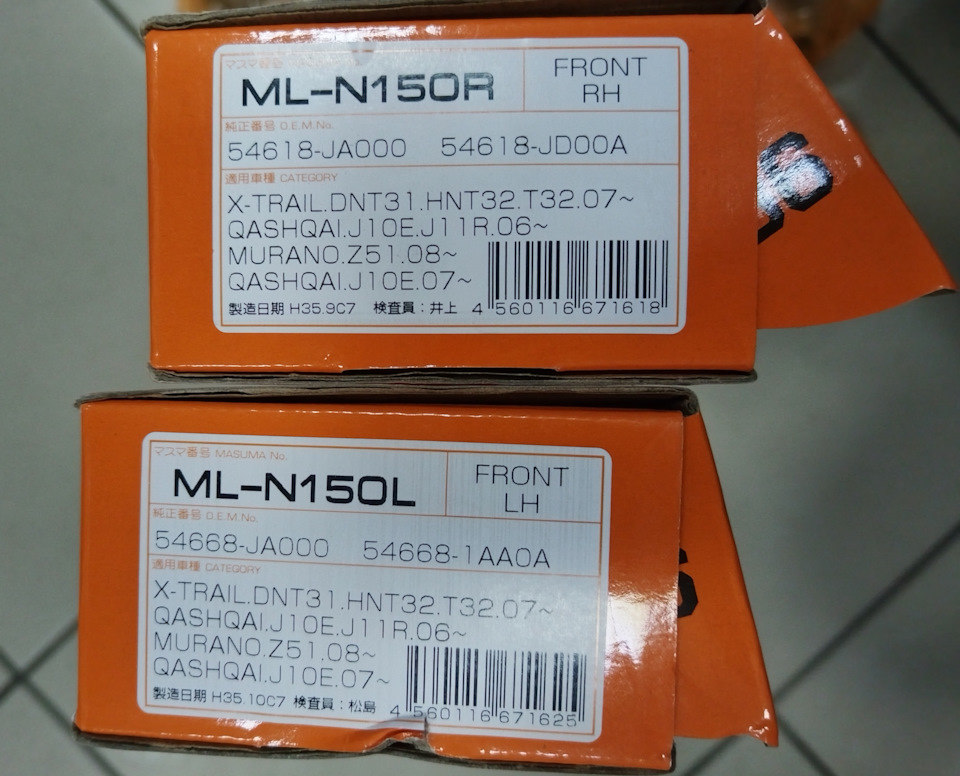 マスマ番号
ML-N150R
FRONT
RH
純正番号 O.E.M.No.
54618-JA000 54618-JD00A
適用車種 CATEGORY
X-TRAIL.DNT31.HNT32.T32.07~
QASHQAI.J10E.J11R.06~
MURANO.Z51.08~
QASHQAI.J10E.07~
製造日期 H35.9C7 検査員:井上 4 560116 671618
マスマ番号 MASUMA No.
ML-N150L
FRONT
LH
純正番号 O.E.M.No.
54668-JA000 54668-1AA0A
適用車種 CATEGORY
X-TRAIL.DNT31.HNT32.T32.07~
QASHQAI.J10E.J11R.06~
MURANO.Z51.08~
QASHQAI.J10E.07~
製造日期 H35.10C7 検査員:松島 4 560116 671625